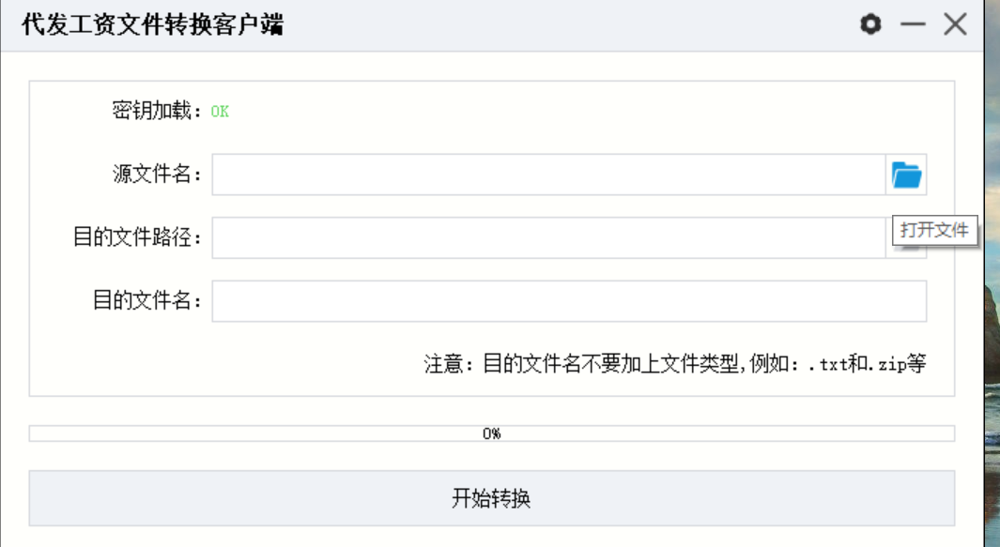 代发工资文件转换客户端
密钥加载：OK
源文件名：
打开文件
目的文件路径：
目的文件名：
注意：目的文件名不要加上文件类型,例如：.txt和.zip等
0%
开始转换